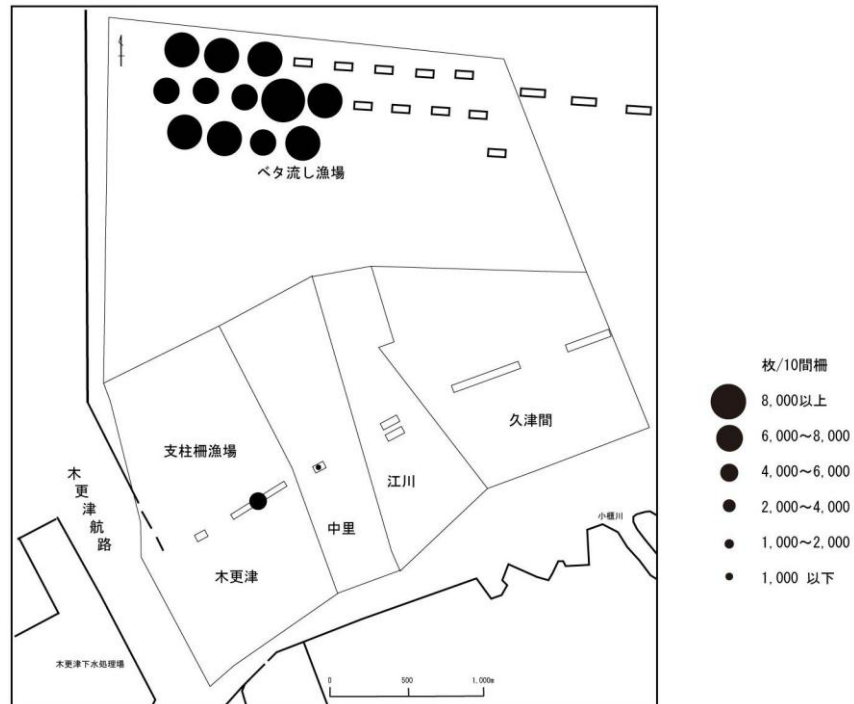 ベタ流し漁場
久津間
支柱柵漁場
江川
木更津航路
中里
小櫃川
木更津
木更津下水処理場
0 500 1,000m
枚/10間柵
8,000以上
6,000～8,000
4,000～6,000
2,000～4,000
1,000～2,000
1,000 以下